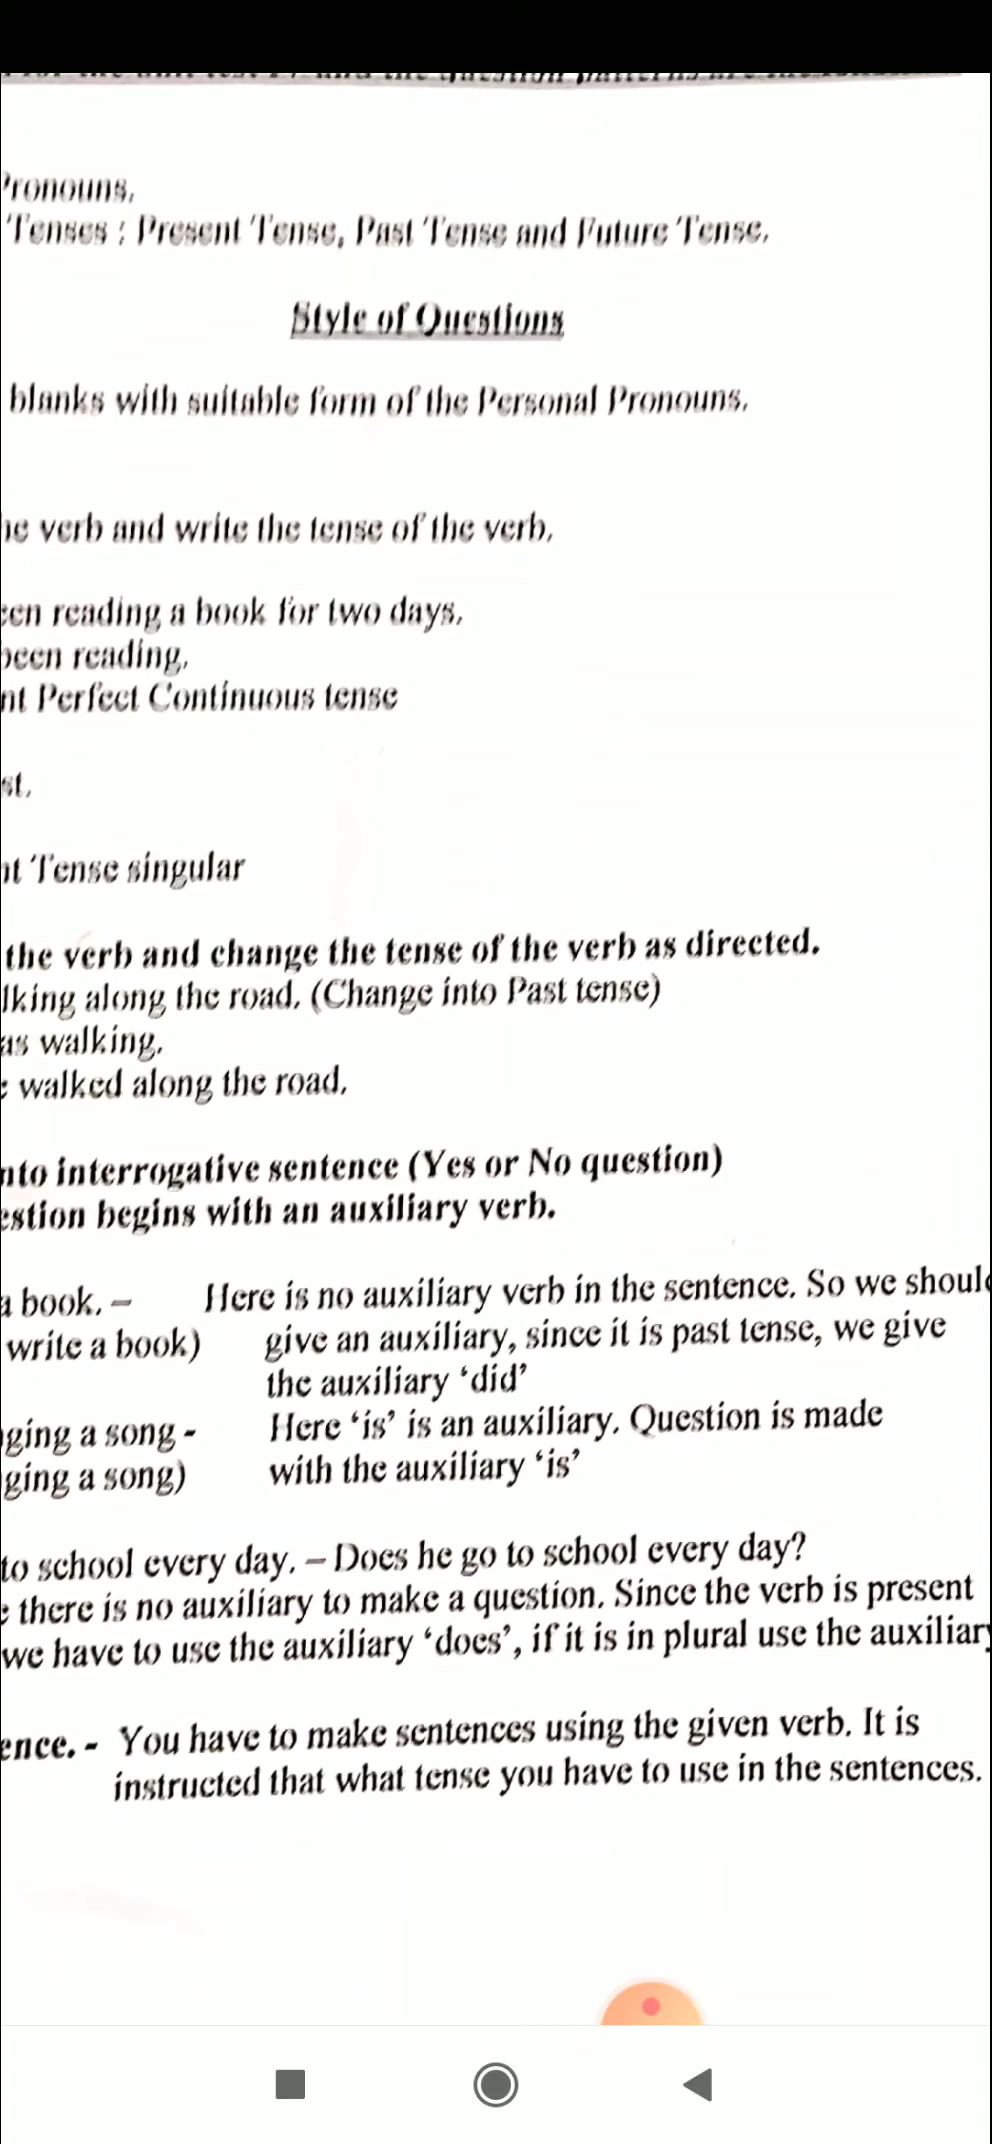 Pronouns.
Tenses : Present Tense, Past Tense and Future Tense.
Style of Questions
blanks with suitable form of the Personal Pronouns.
he verb and write the tense of the verb.
een reading a book for two days.
been reading.
nt Perfect Continuous tense
st.
nt Tense singular
the verb and change the tense of the verb as directed.
lking along the road. (Change into Past tense)
as walking.
walked along the road.
nto interrogative sentence (Yes or No question)
estion begins with an auxiliary verb.
a book. – Here is no auxiliary verb in the sentence. So we should
write a book) give an auxiliary, since it is past tense, we give
the auxiliary ‘did’
ging a song - Here ‘is’ is an auxiliary. Question is made
ging a song) with the auxiliary ‘is’
to school every day. – Does he go to school every day?
e there is no auxiliary to make a question. Since the verb is present
we have to use the auxiliary ‘does’, if it is in plural use the auxiliary
ence. - You have to make sentences using the given verb. It is
instructed that what tense you have to use in the sentences.